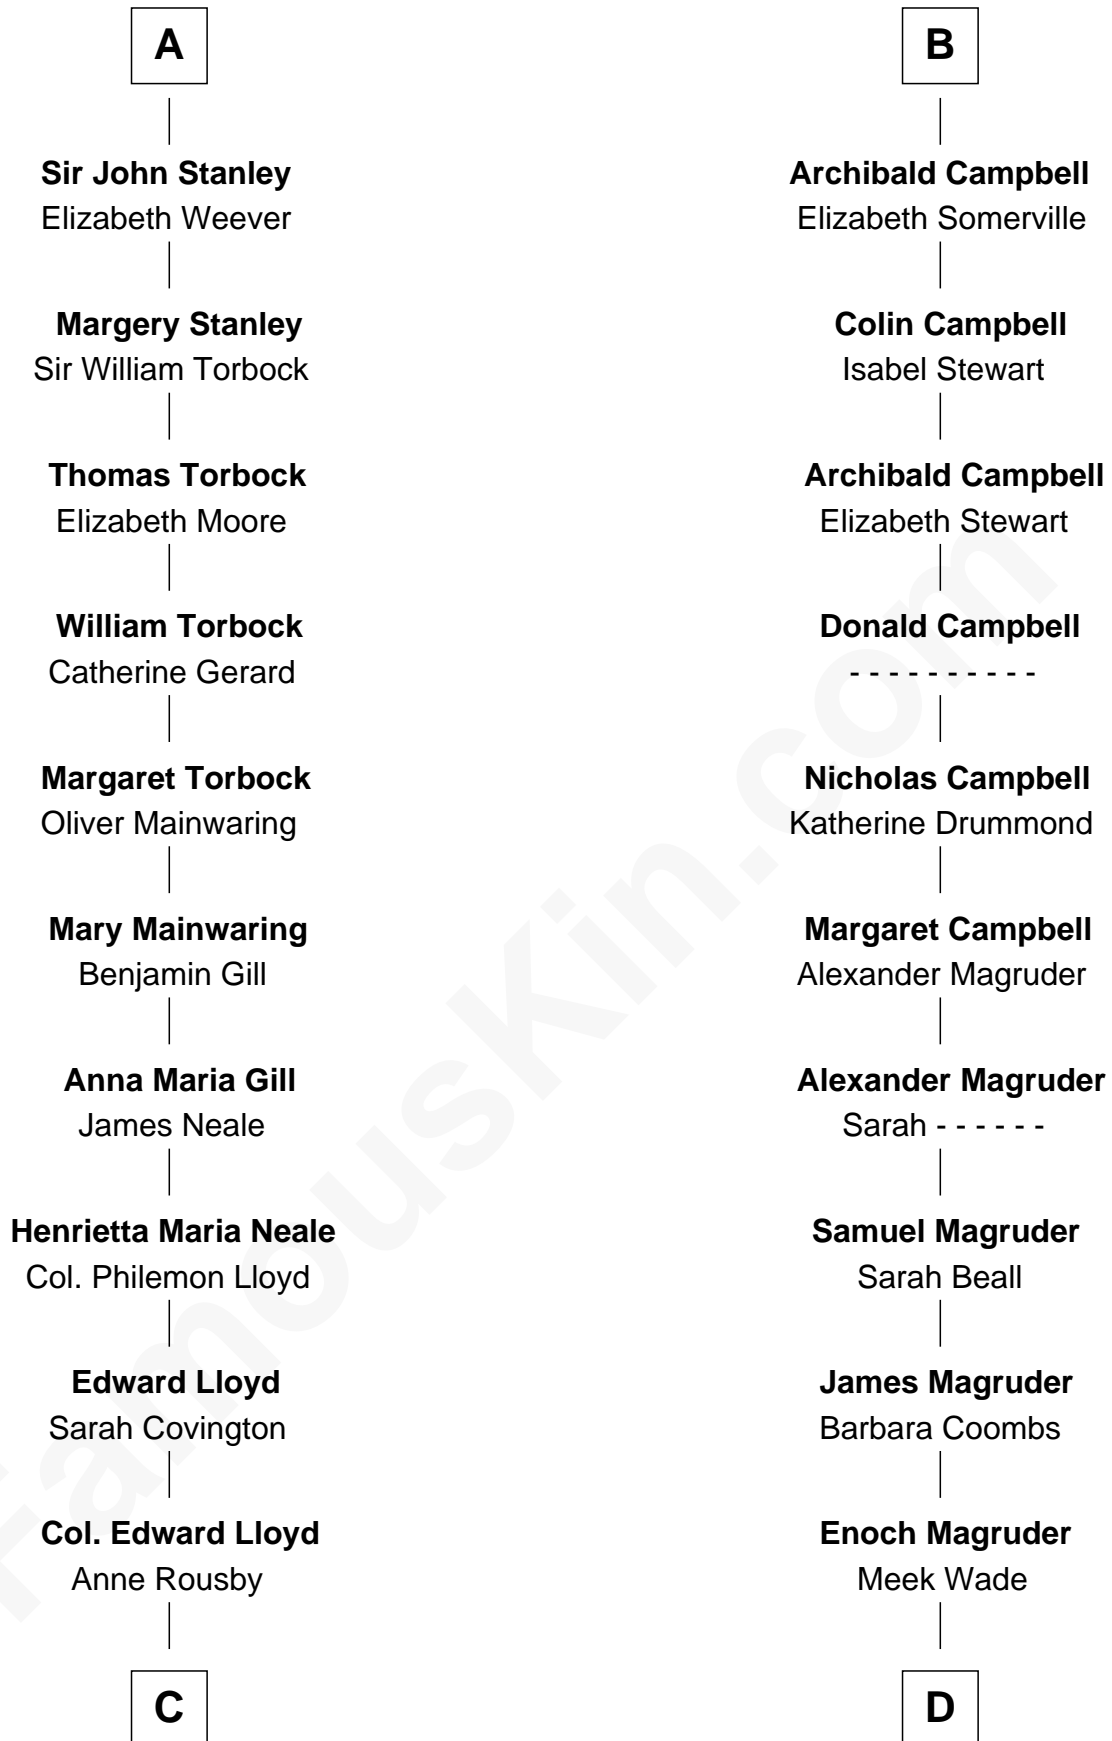 A
Sir John Stanley
Elizabeth Weever
Margery Stanley
Sir William Torbock
Thomas Torbock
Elizabeth Moore
William Torbock
Catherine Gerard
Margaret Torbock
Oliver Mainwaring
Mary Mainwaring
Benjamin Gill
Anna Maria Gill
James Neale
Henrietta Maria Neale
Col. Philemon Lloyd
Edward Lloyd
Sarah Covington
Col. Edward Lloyd
Anne Rousby
C
B
Archibald Campbell
Elizabeth Somerville
Colin Campbell
Isabel Stewart
Archibald Campbell
Elizabeth Stewart
Donald Campbell
- - - - - - - - - -
Nicholas Campbell
Katherine Drummond
Margaret Campbell
Alexander Magruder
Alexander Magruder
Sarah - - - - - -
Samuel Magruder
Sarah Beall
James Magruder
Barbara Coombs
Enoch Magruder
Meek Wade
D
FamousKin.com